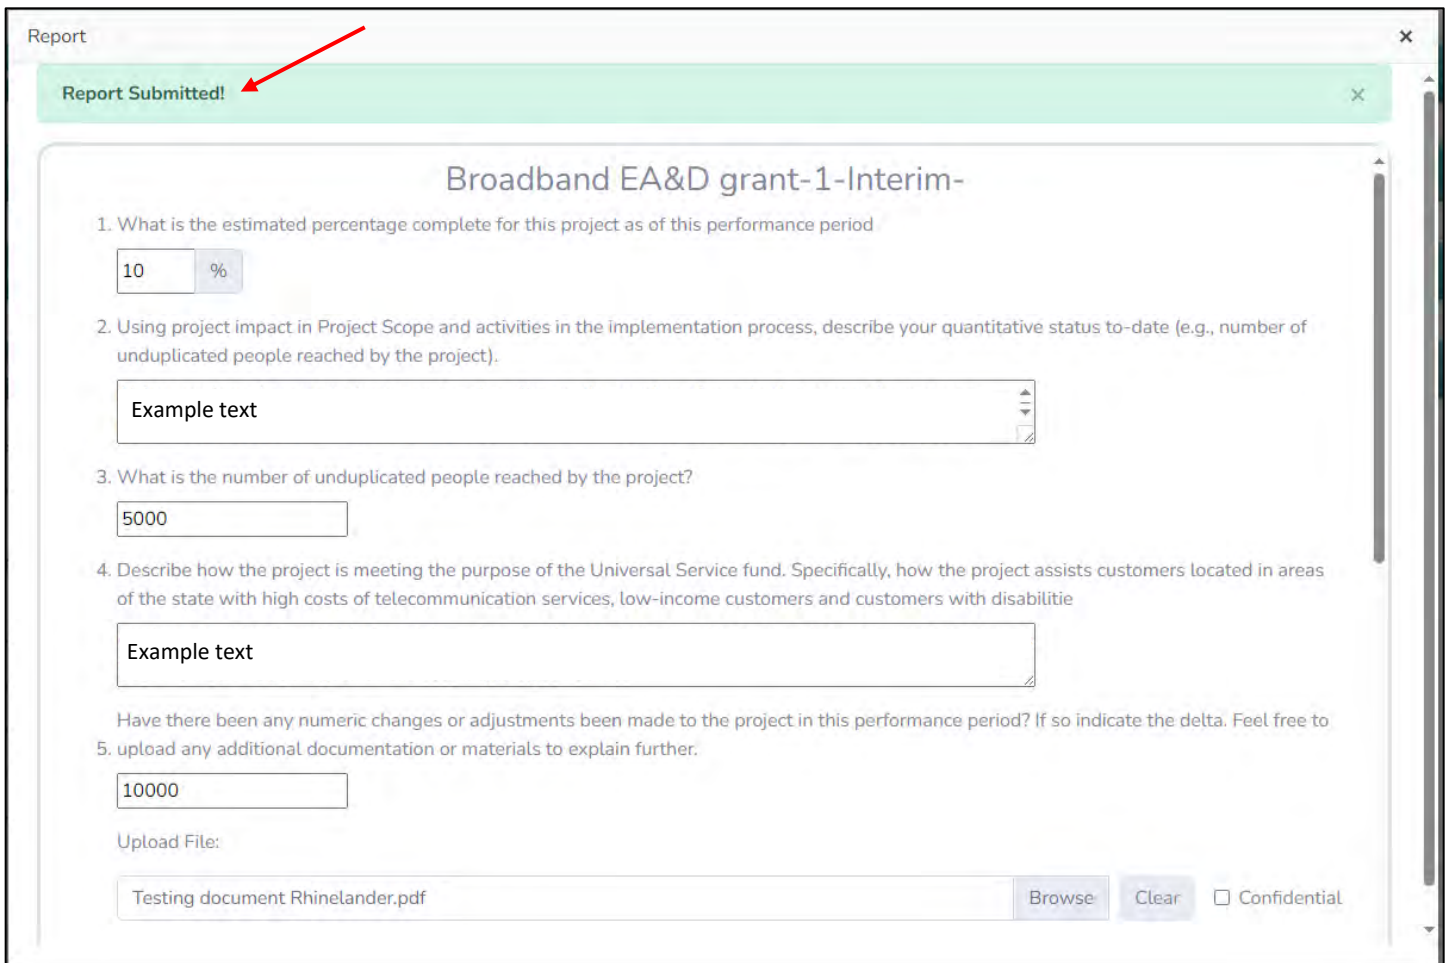 Report
×
Report Submitted!
×
Broadband EA&D grant-1-Interim-
1. What is the estimated percentage complete for this project as of this performance period
10 %
2. Using project impact in Project Scope and activities in the implementation process, describe your quantitative status to-date (e.g., number of
unduplicated people reached by the project).
Example text
3. What is the number of unduplicated people reached by the project?
5000
4. Describe how the project is meeting the purpose of the Universal Service fund. Specifically, how the project assists customers located in areas
of the state with high costs of telecommunication services, low-income customers and customers with disabilitie
Example text
Have there been any numeric changes or adjustments been made to the project in this performance period? If so indicate the delta. Feel free to
5. upload any additional documentation or materials to explain further.
10000
Upload File:
Testing document Rhinelander.pdf Browse Clear Confidential